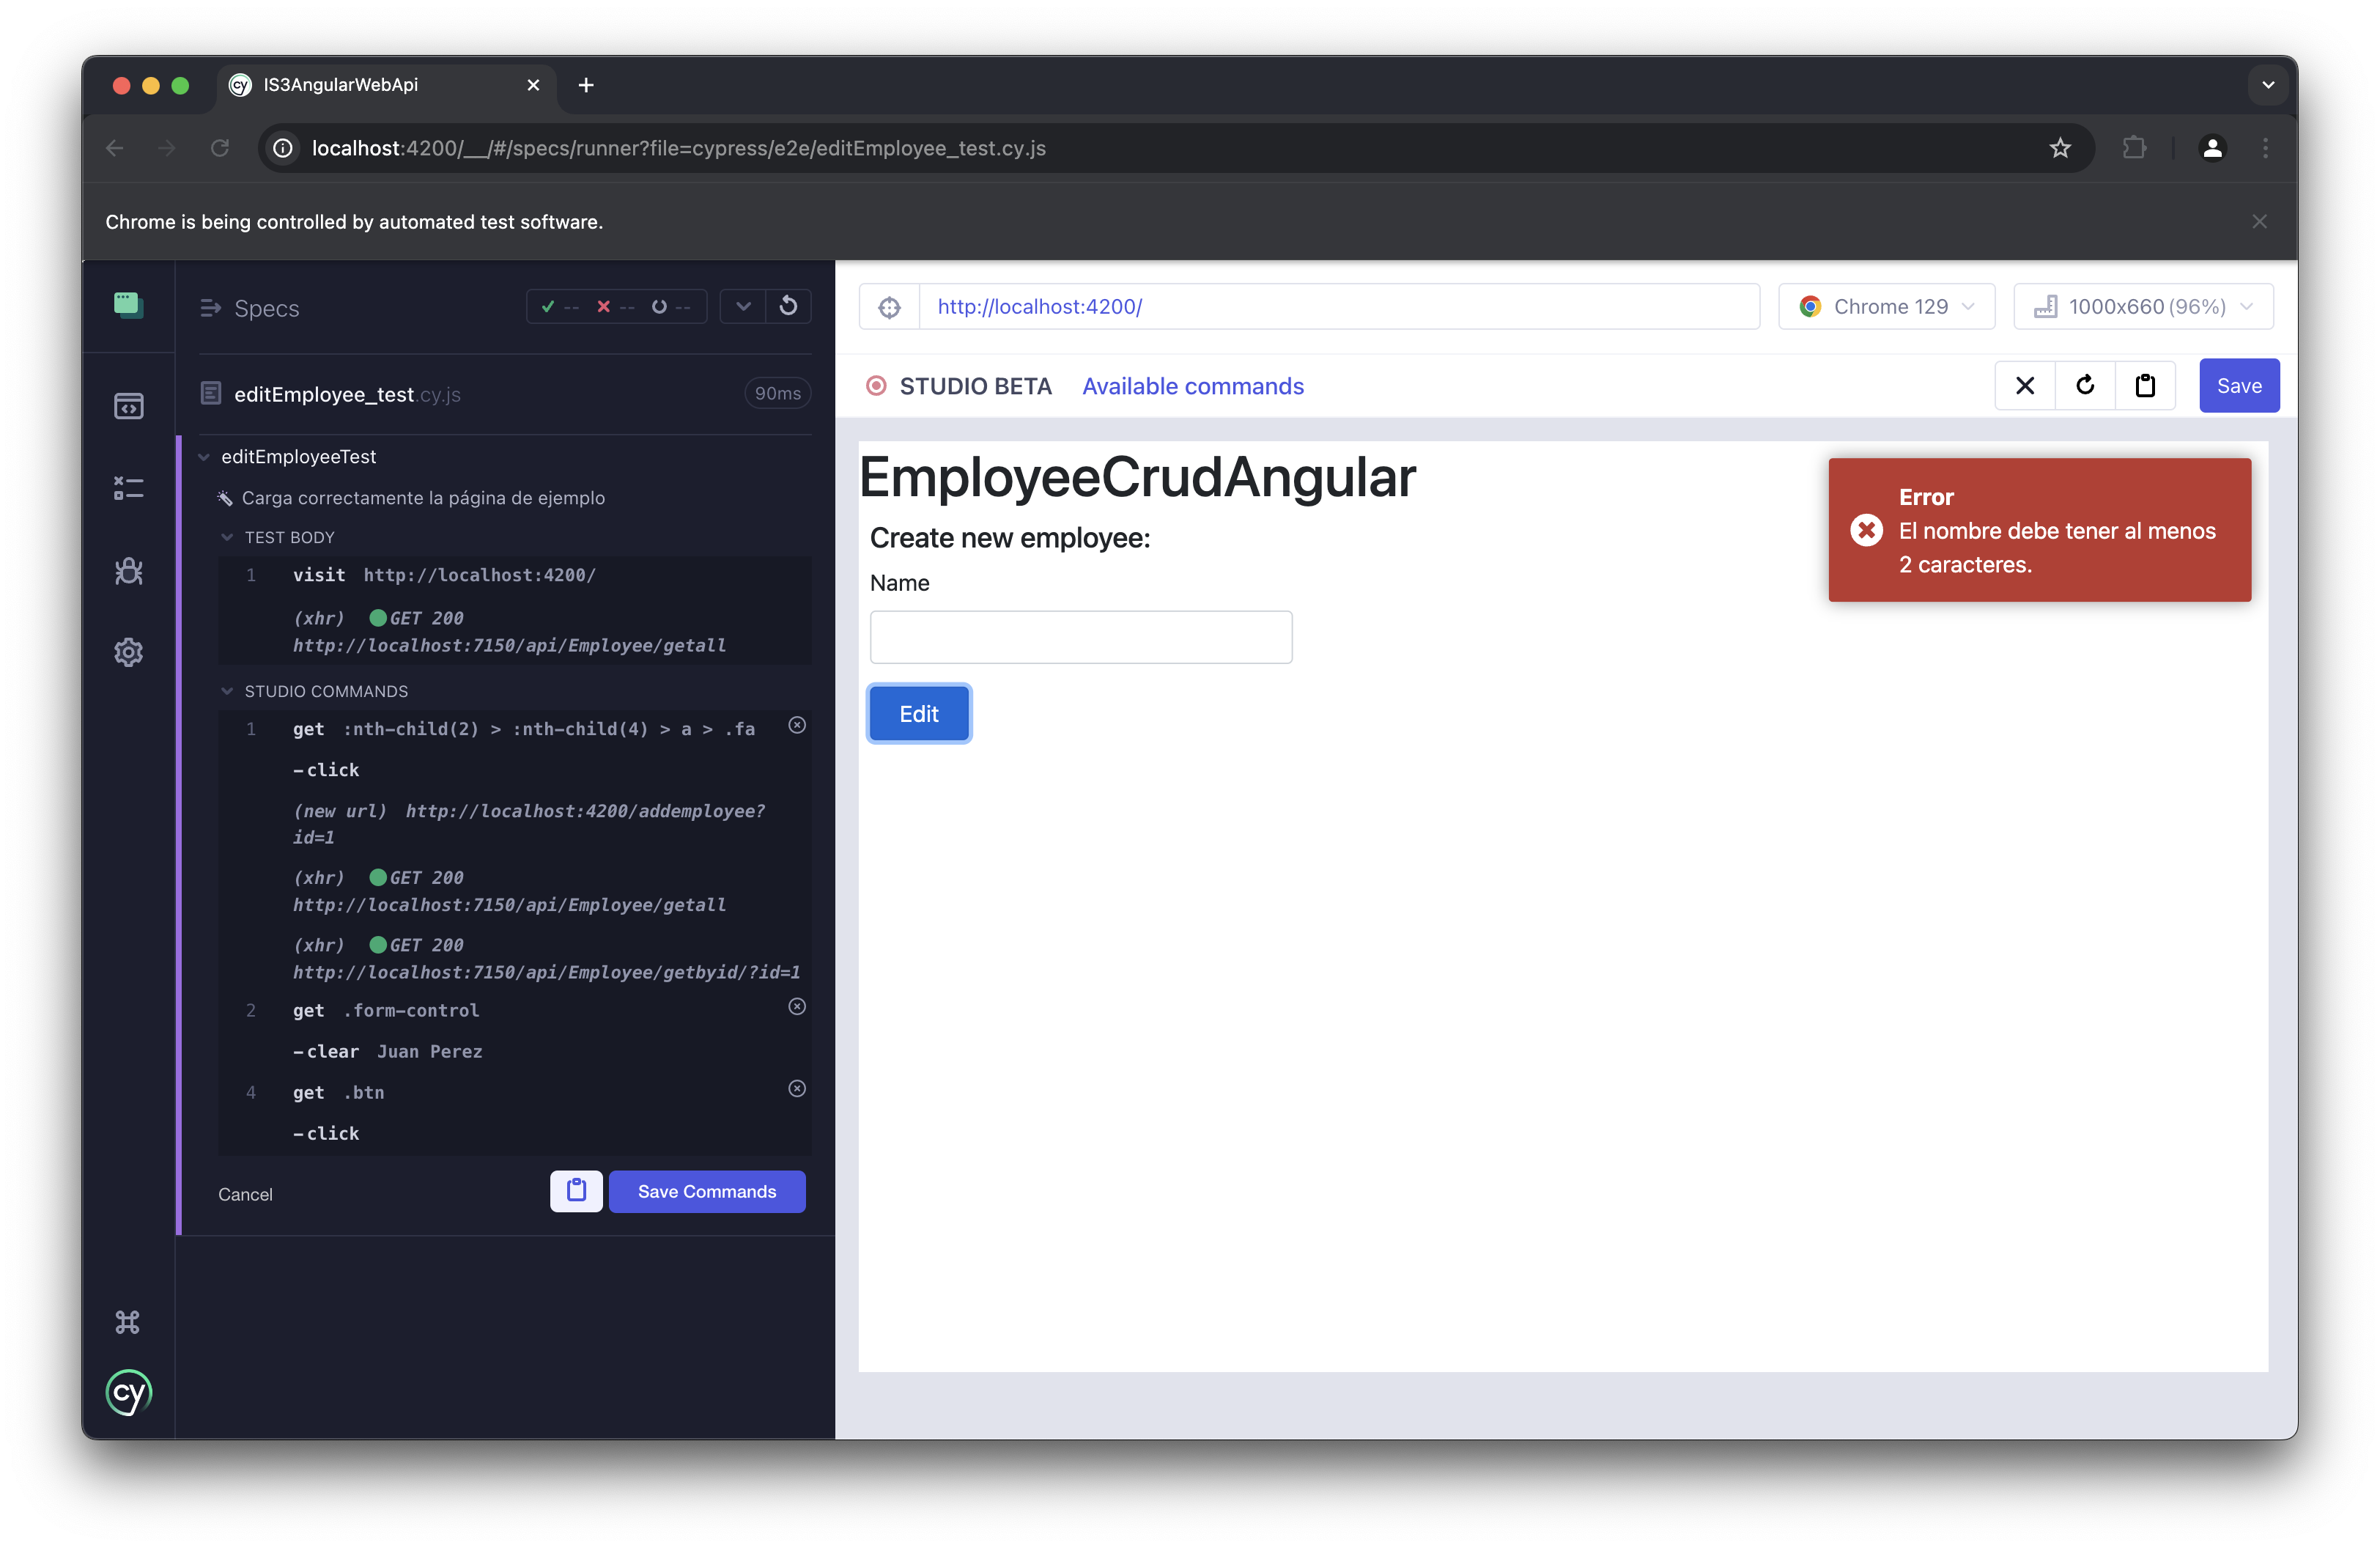 IS3AngularWebApi
localhost:4200/__/#/specs/runner?file=cypress/e2e/editEmployee_test.cy.js
Chrome is being controlled by automated test software.
Specs
-- -- --
editEmployee_test.cy.js
90ms
editEmployeeTest
Carga correctamente la página de ejemplo
TEST BODY
1 visit http://localhost:4200/
(xhr) GET 200
http://localhost:7150/api/Employee/getall
STUDIO COMMANDS
1 get :nth-child(2) > :nth-child(4) > a > .fa
-click
(new url) http://localhost:4200/addemployee?
id=1
(xhr) GET 200
http://localhost:7150/api/Employee/getall
(xhr) GET 200
http://localhost:7150/api/Employee/getbyid/?id=1
2 get .form-control
-clear Juan Perez
4 get .btn
-click
Cancel
Save Commands
cy
http://localhost:4200/
Chrome 129
1000x660 (96%)
STUDIO BETA
Available commands
Save
EmployeeCrudAngular
Create new employee:
Name
Edit
Error
El nombre debe tener al menos
2 caracteres.